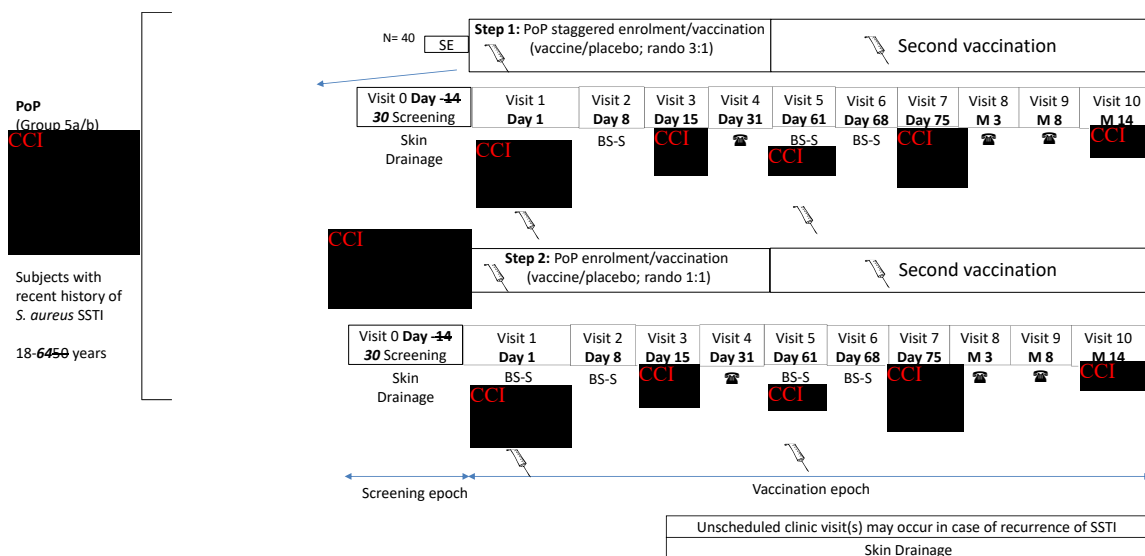 N= 40
SE
Step 1: PoP staggered enrolment/vaccination
(vaccine/placebo; rando 3:1)
Second vaccination
PoP
(Group 5a/b)
CCI
Subjects with
recent history of
S. aureus SSTI
18-6450 years
Visit 0 Day -14
30 Screening
Visit 1
Day 1
Visit 2
Day 8
Visit 3
Day 15
Visit 4
Day 31
Visit 5
Day 61
Visit 6
Day 68
Visit 7
Day 75
Visit 8
M 3
Visit 9
M 8
Visit 10
M 14
Skin
Drainage
CCI
BS-S
CCI
☎
BS-S
CCI
BS-S
CCI
☎
☎
CCI
CCI
Step 2: PoP enrolment/vaccination
(vaccine/placebo; rando 1:1)
Second vaccination
Visit 0 Day -14
30 Screening
Visit 1
Day 1
Visit 2
Day 8
Visit 3
Day 15
Visit 4
Day 31
Visit 5
Day 61
Visit 6
Day 68
Visit 7
Day 75
Visit 8
M 3
Visit 9
M 8
Visit 10
M 14
Skin
Drainage
BS-S
CCI
BS-S
CCI
☎
BS-S
CCI
BS-S
CCI
☎
☎
CCI
Screening epoch
Vaccination epoch
Unscheduled clinic visit(s) may occur in case of recurrence of SSTI
Skin Drainage